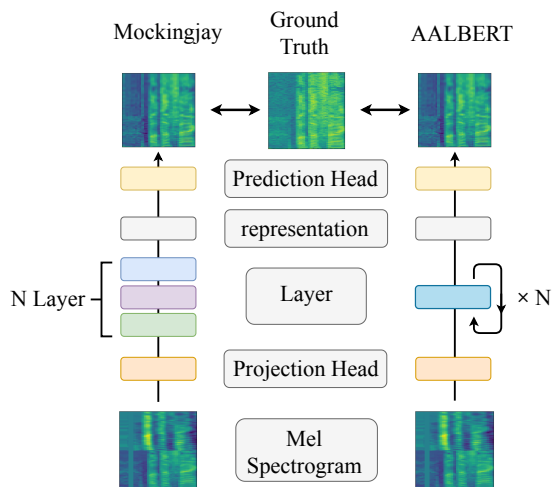 Mockingjay
Ground
Truth
AALBERT
Prediction Head
representation
N Layer
Layer
× N
Projection Head
Mel
Spectrogram